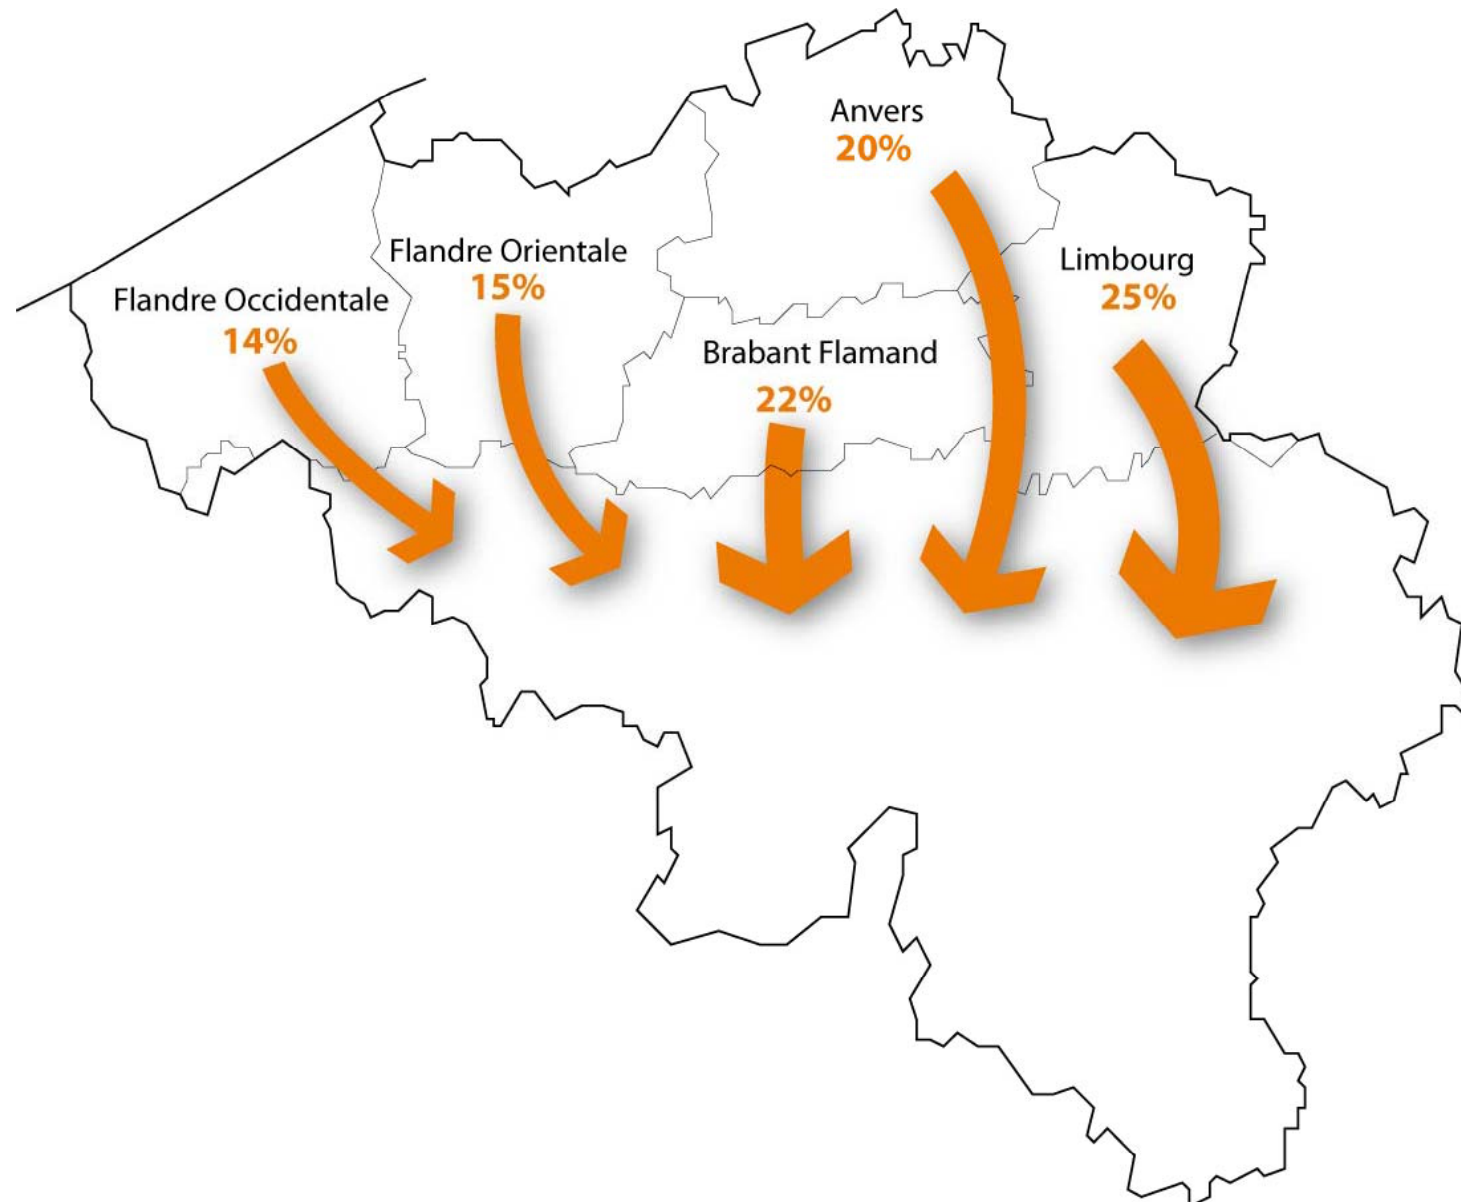 Anvers
20%
Flandre Orientale
15%
Limbourg
25%
Flandre Occidentale
14%
Brabant Flamand
22%